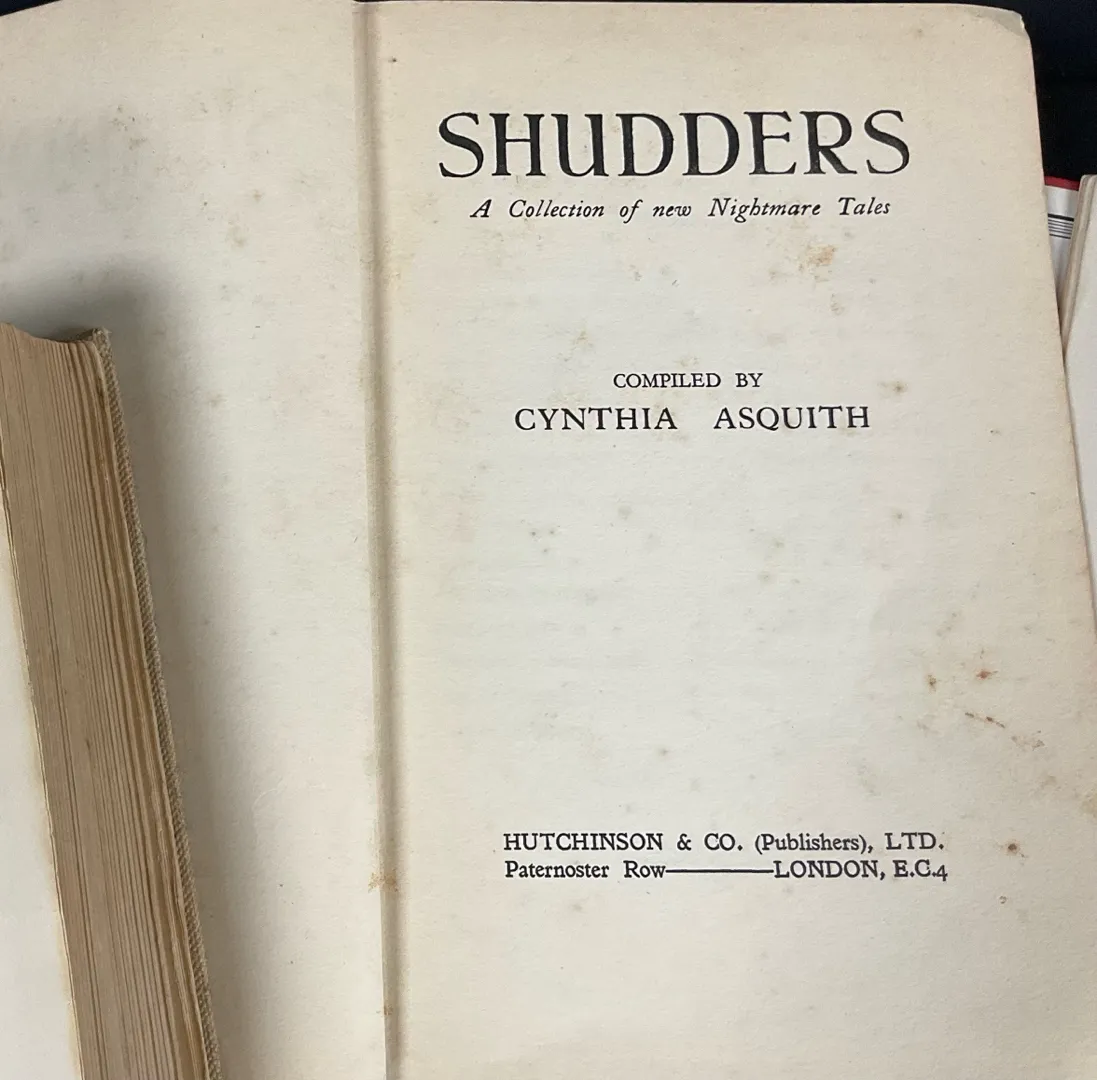 SHUDDERS
A Collection of new Nightmare Tales
COMPILED BY
CYNTHIA ASQUITH
HUTCHINSON & CO. (Publishers), LTD.
Paternoster Row———LONDON, E.C.4